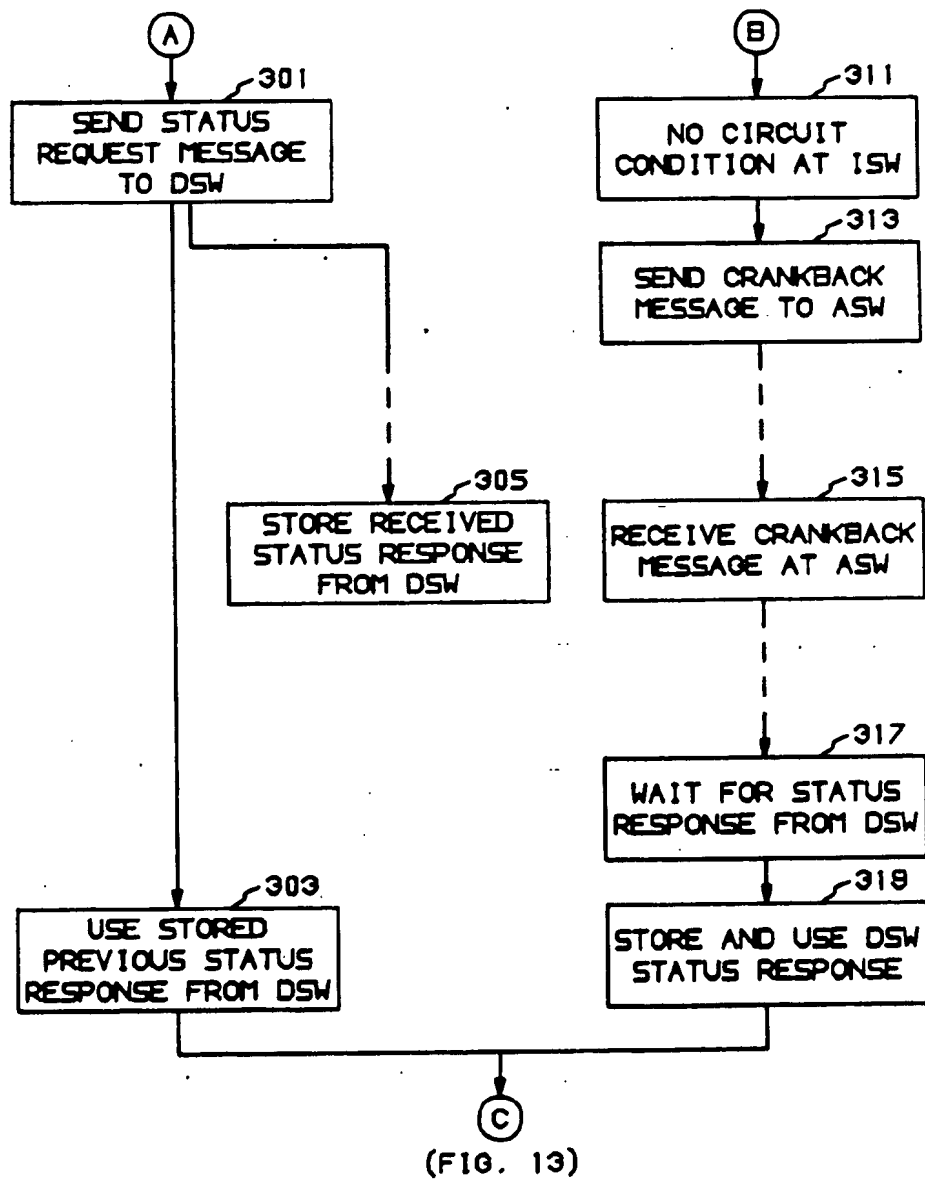 A
301
SEND STATUS
REQUEST MESSAGE
TO DSW
305
STORE RECEIVED
STATUS RESPONSE
FROM DSW
303
USE STORED
PREVIOUS STATUS
RESPONSE FROM DSW
B
311
NO CIRCUIT
CONDITION AT ISW
313
SEND CRANKBACK
MESSAGE TO ASW
315
RECEIVE CRANKBACK
MESSAGE AT ASW
317
WAIT FOR STATUS
RESPONSE FROM DSW
319
STORE AND USE DSW
STATUS RESPONSE
C
(FIG. 13)